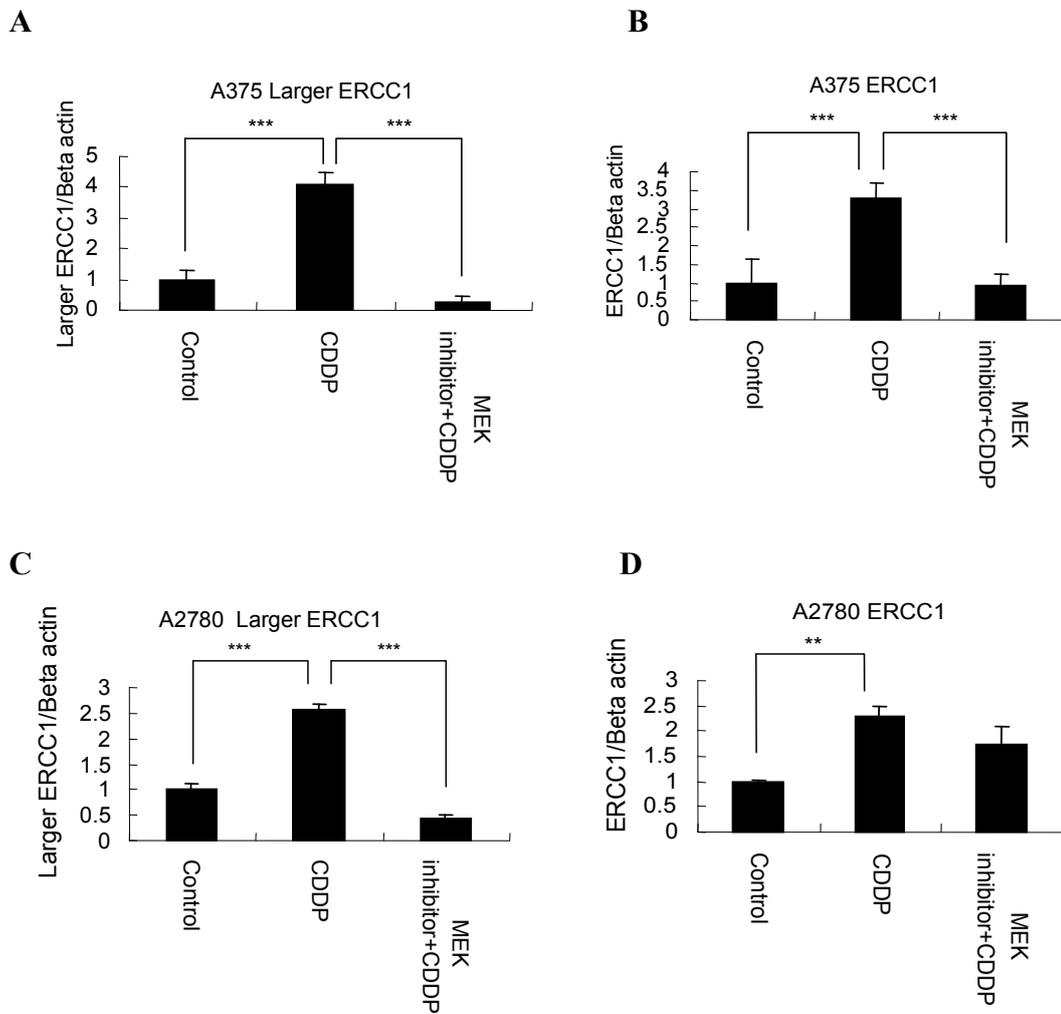 A
A375 Larger ERCC1
***
***
Larger ERCC1/Beta actin
5
4
3
2
1
0
Control
CDDP
MEK
inhibitor+CDDP
B
A375 ERCC1
***
***
ERCC1/Beta actin
3.5
3
2.5
2
1.5
1
0.5
0
Control
CDDP
MEK
inhibitor+CDDP
C
A2780 Larger ERCC1
***
***
Larger ERCC1/Beta actin
3
2.5
2
1.5
1
0.5
0
Control
CDDP
MEK
inhibitor+CDDP
D
A2780 ERCC1
**
ERCC1/Beta actin
3
2.5
2
1.5
1
0.5
0
Control
CDDP
MEK
inhibitor+CDDP